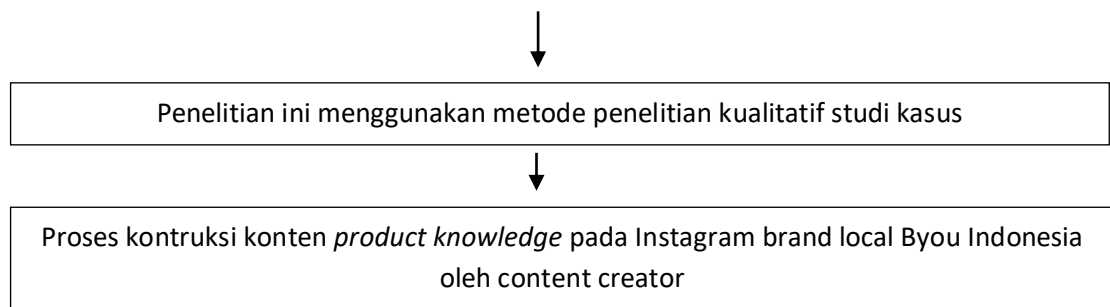 Penelitian ini menggunakan metode penelitian kualitatif studi kasus
Proses kontruksi konten product knowledge pada Instagram brand local Byou Indonesia
oleh content creator